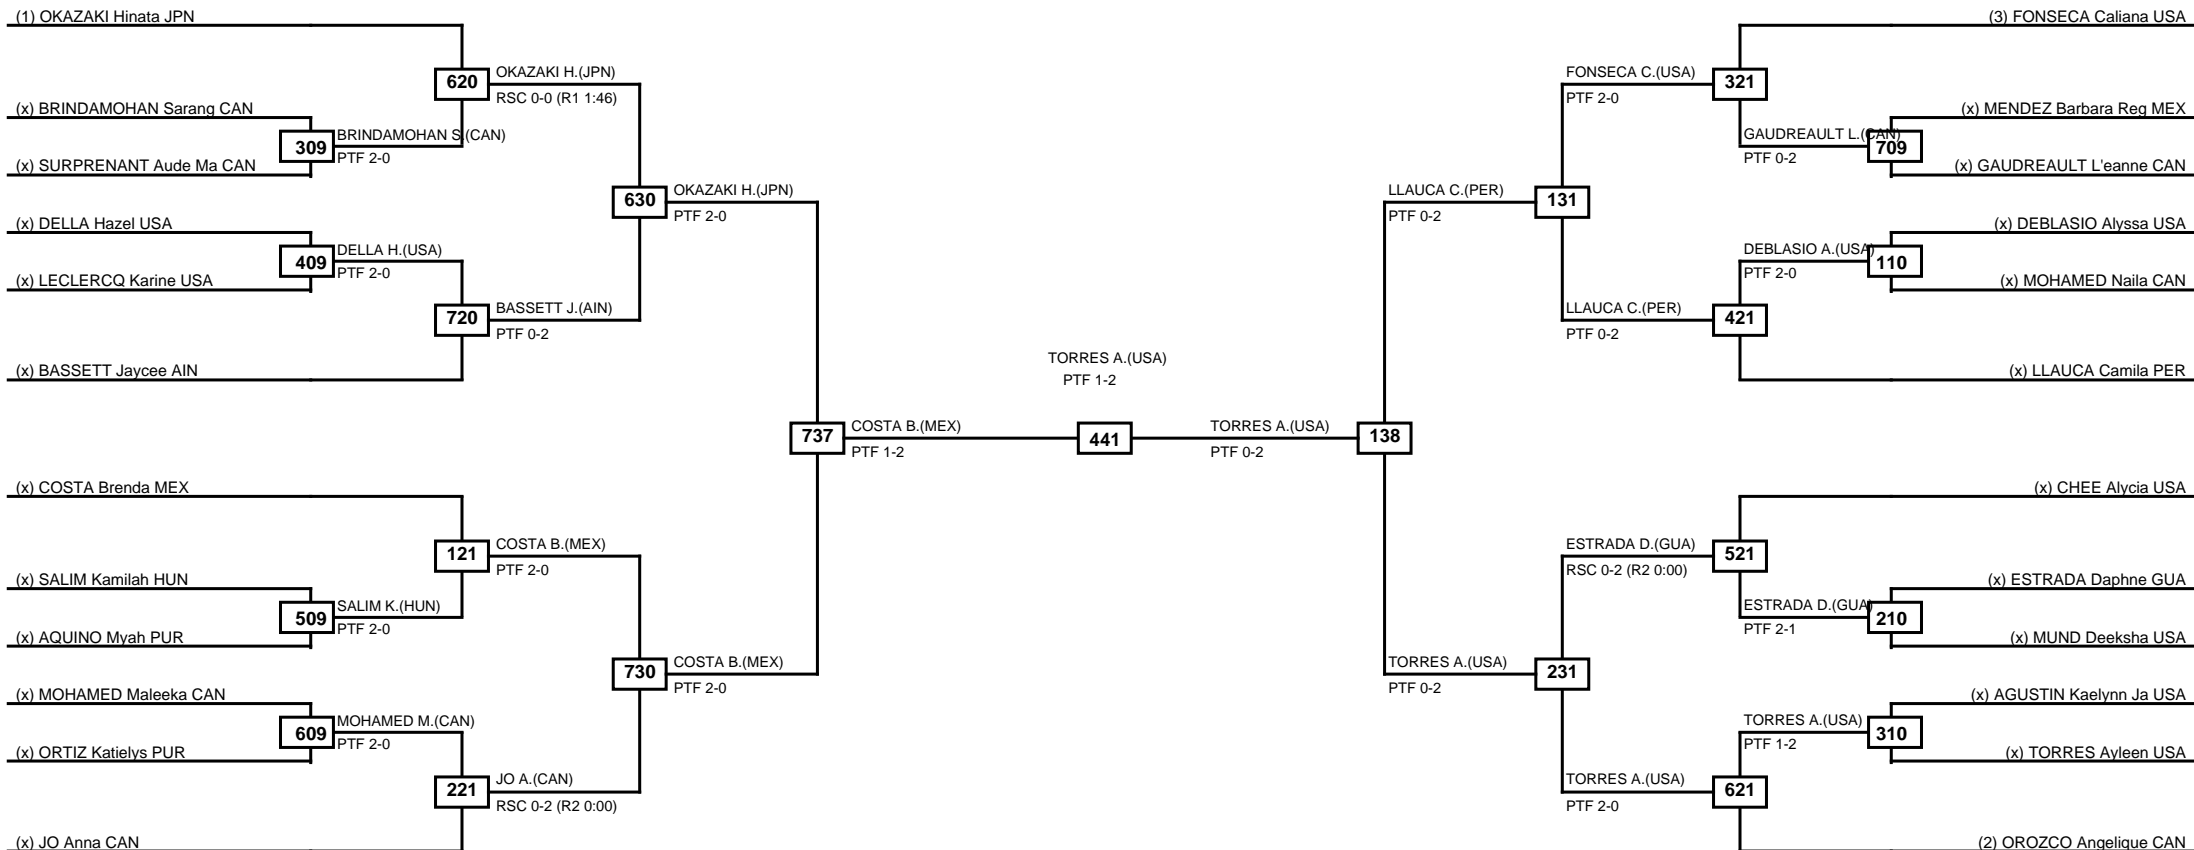 (1) OKAZAKI Hinata JPN
620
OKAZAKI H.(JPN)
RSC 0-0 (R1 1:46)
(x) BRINDAMOHAN Sarang CAN
309
BRINDAMOHAN S.(CAN)
PTF 2-0
(x) SURPRENANT Aude Ma CAN
630
OKAZAKI H.(JPN)
PTF 2-0
(x) DELLA Hazel USA
409
DELLA H.(USA)
PTF 2-0
(x) LECLERCQ Karine USA
720
BASSETT J.(AIN)
PTF 0-2
(x) BASSETT Jaycee AIN
737
COSTA B.(MEX)
PTF 1-2
(x) COSTA Brenda MEX
121
COSTA B.(MEX)
PTF 2-0
(x) SALIM Kamilah HUN
509
SALIM K.(HUN)
PTF 2-0
(x) AQUINO Myah PUR
730
COSTA B.(MEX)
PTF 2-0
(x) MOHAMED Maleeka CAN
609
MOHAMED M.(CAN)
PTF 2-0
(x) ORTIZ Katielys PUR
221
JO A.(CAN)
RSC 0-2 (R2 0:00)
(x) JO Anna CAN
TORRES A.(USA)
PTF 1-2
441
(3) FONSECA Caliana USA
FONSECA C.(USA)
PTF 2-0
321
(x) MENDEZ Barbara Reg MEX
GAUDREAULT L.(CAN)
PTF 0-2
709
(x) GAUDREAULT L'eanne CAN
LLAUCA C.(PER)
PTF 0-2
131
(x) DEBLASIO Alyssa USA
DEBLASIO A.(USA)
PTF 2-0
110
(x) MOHAMED Naila CAN
LLAUCA C.(PER)
PTF 0-2
421
(x) LLAUCA Camila PER
TORRES A.(USA)
PTF 0-2
138
(x) CHEE Alycia USA
ESTRADA D.(GUA)
RSC 0-2 (R2 0:00)
521
(x) ESTRADA Daphne GUA
ESTRADA D.(GUA)
PTF 2-1
210
(x) MUND Deeksha USA
TORRES A.(USA)
PTF 0-2
231
(x) AGUSTIN Kaelynn Ja USA
TORRES A.(USA)
PTF 1-2
310
(x) TORRES Ayleen USA
TORRES A.(USA)
PTF 2-0
621
(2) OROZCO Angelique CAN